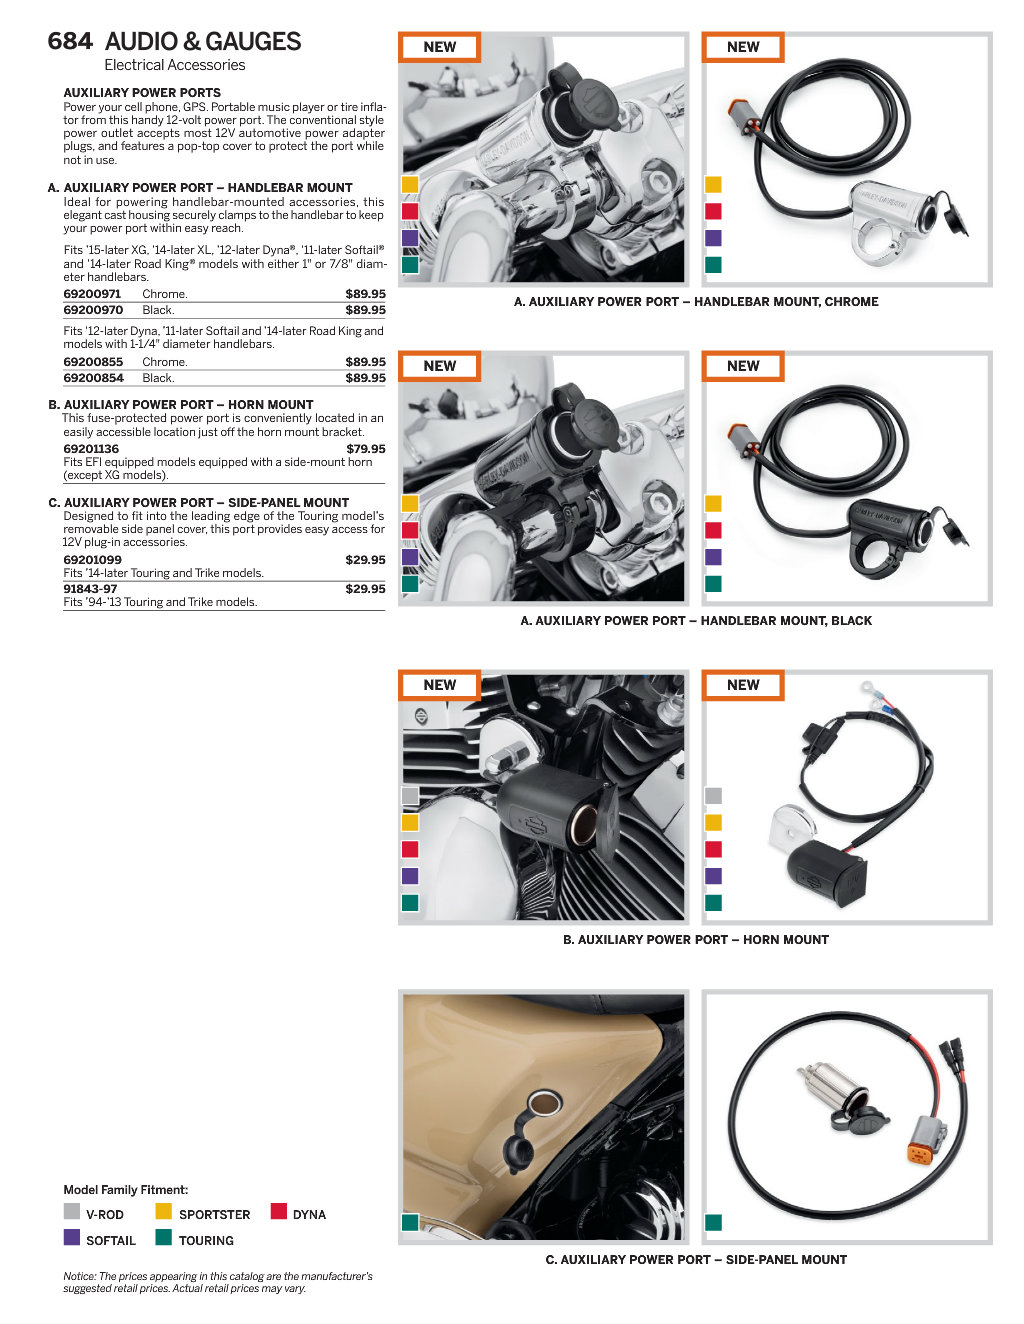 684 AUDIO & GAUGES
Electrical Accessories
AUXILIARY POWER PORTS
Power your cell phone, GPS. Portable music player or tire infla-
tor from this handy 12-volt power port. The conventional style
power outlet accepts most 12V automotive power adapter
plugs, and features a pop-top cover to protect the port while
not in use.
A. AUXILIARY POWER PORT – HANDLEBAR MOUNT
Ideal for powering handlebar-mounted accessories, this
elegant cast housing securely clamps to the handlebar to keep
your power port within easy reach.
Fits '15-later XG, '14-later XL, '12-later Dyna®, '11-later Softail®
and '14-later Road King® models with either 1" or 7/8" diam-
eter handlebars.
69200971 Chrome. $89.95
69200970 Black. $89.95
Fits '12-later Dyna, '11-later Softail and '14-later Road King and
models with 1-1/4" diameter handlebars.
69200855 Chrome. $89.95
69200854 Black. $89.95
B. AUXILIARY POWER PORT – HORN MOUNT
This fuse-protected power port is conveniently located in an
easily accessible location just off the horn mount bracket.
69201136 $79.95
Fits EFI equipped models equipped with a side-mount horn
(except XG models).
C. AUXILIARY POWER PORT – SIDE-PANEL MOUNT
Designed to fit into the leading edge of the Touring model's
removable side panel cover, this port provides easy access for
12V plug-in accessories.
69201099 $29.95
Fits '14-later Touring and Trike models.
91843-97 $29.95
Fits '94-'13 Touring and Trike models.
Model Family Fitment:
V-ROD SPORTSTER DYNA
SOFTAIL TOURING
Notice: The prices appearing in this catalog are the manufacturer's
suggested retail prices. Actual retail prices may vary.
NEW
HARLEY-DAVIDSON
NEW
HARLEY-DAVIDSON
A. AUXILIARY POWER PORT – HANDLEBAR MOUNT, CHROME
NEW
HARLEY-DAVIDSON
NEW
HARLEY-DAVIDSON
A. AUXILIARY POWER PORT – HANDLEBAR MOUNT, BLACK
NEW
NEW
B. AUXILIARY POWER PORT – HORN MOUNT
C. AUXILIARY POWER PORT – SIDE-PANEL MOUNT